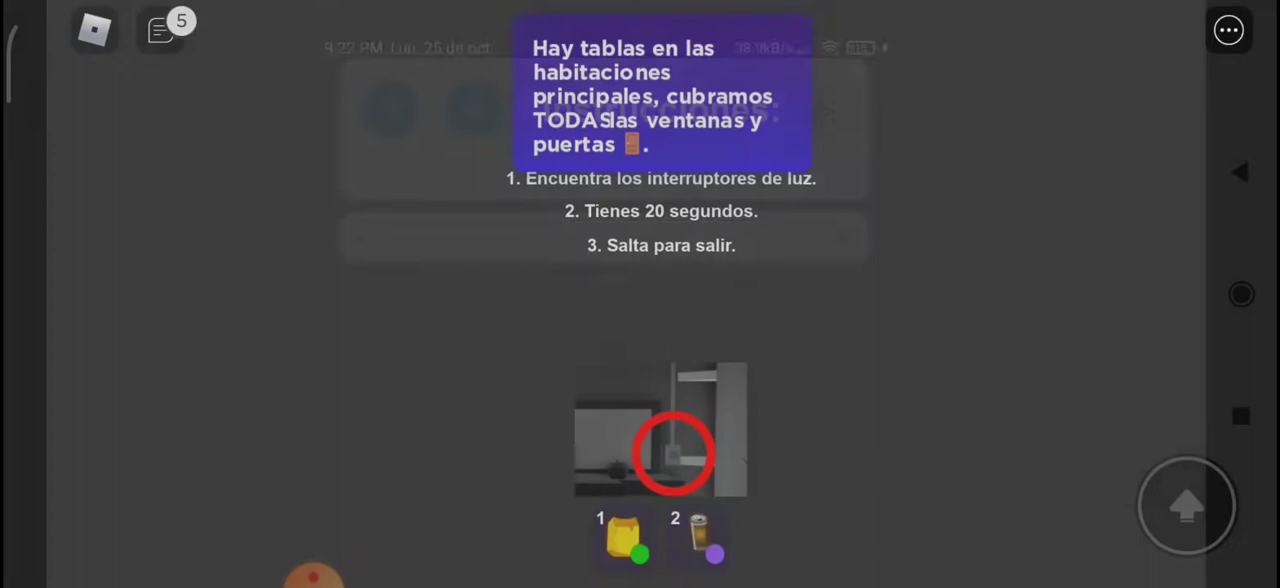 5
9:22 PM, Lun, 25 de oct
Hay tablas en las
habitaciones
principales, cubramos
TODAS las ventanas y
puertas 🚪.
Instrucciones:
1. Encuentra los interruptores de luz.
2. Tienes 20 segundos.
3. Salta para salir.
1
2